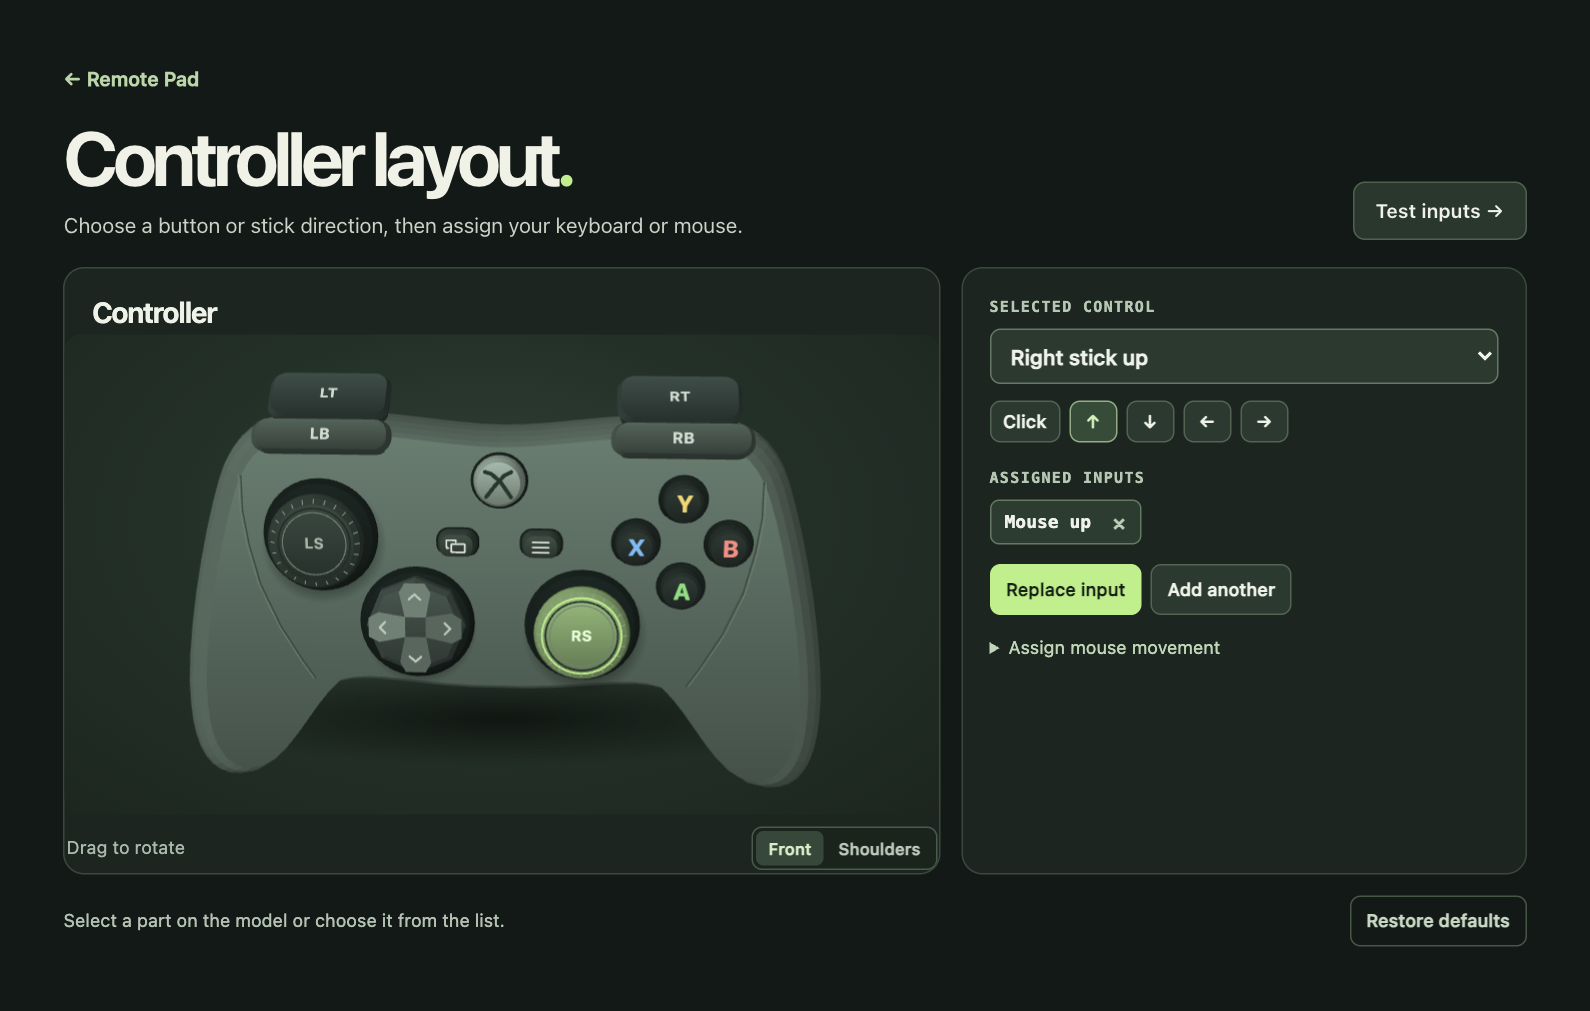 ← Remote Pad
Controller layout.
Choose a button or stick direction, then assign your keyboard or mouse.
Test inputs →
Controller
LT
RT
LB
RB
Y
X
B
A
LS
RS
Drag to rotate
Front
Shoulders
SELECTED CONTROL
Right stick up
Click ↑ ↓ ← →
ASSIGNED INPUTS
Mouse up ×
Replace input
Add another
▶ Assign mouse movement
Select a part on the model or choose it from the list.
Restore defaults